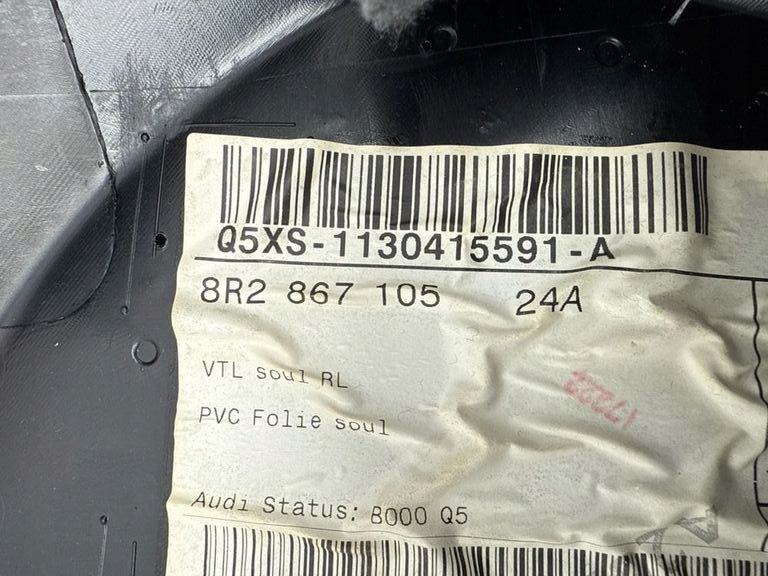 Q5XS-1130415591-A
8R2 867 105 24A
VTL soul RL
PVC Folie soul
Audi Status: B000 Q5